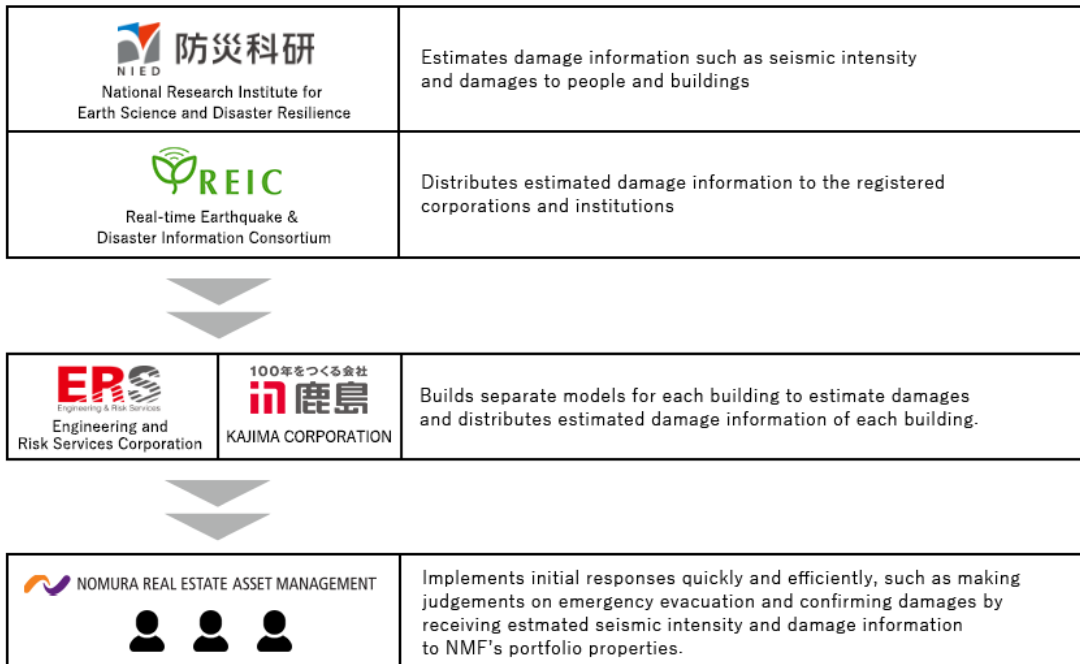 防災科研
NIED
National Research Institute for
Earth Science and Disaster Resilience
Estimates damage information such as seismic intensity
and damages to people and buildings
REIC
Real-time Earthquake &
Disaster Information Consortium
Distributes estimated damage information to the registered
corporations and institutions
ERS
Engineering & Risk Services
Engineering and
Risk Services Corporation
100年をつくる会社
鹿島
KAJIMA CORPORATION
Builds separate models for each building to estimate damages
and distributes estimated damage information of each building.
NOMURA REAL ESTATE ASSET MANAGEMENT
Implements initial responses quickly and efficiently, such as making
judgements on emergency evacuation and confirming damages by
receiving estmated seismic intensity and damage information
to NMF's portfolio properties.